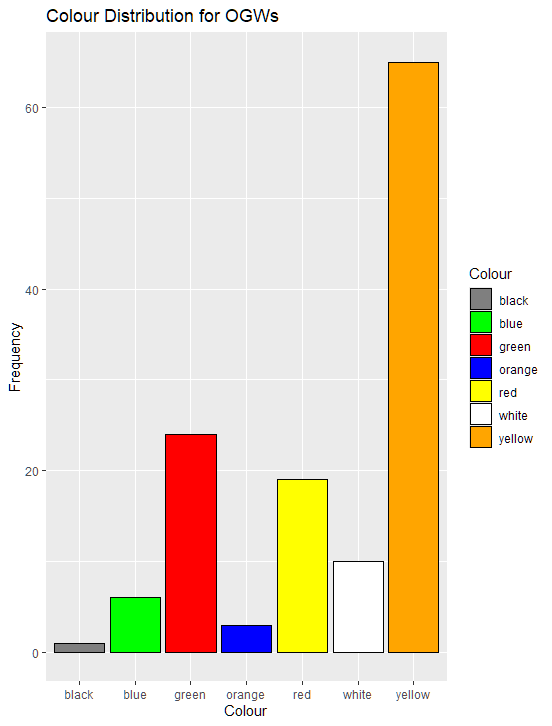 Colour Distribution for OGWs
Frequency
60
40
20
0
black blue green orange red white yellow
Colour
Colour
black
blue
green
orange
red
white
yellow